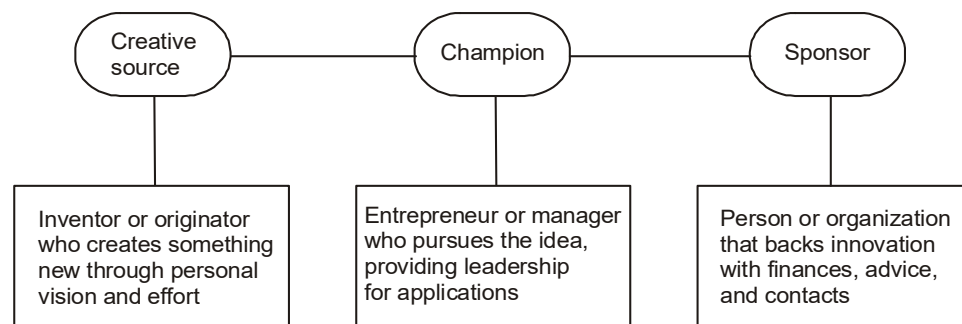 Creative
source
Champion
Sponsor
Inventor or originator
who creates something
new through personal
vision and effort
Entrepreneur or manager
who pursues the idea,
providing leadership
for applications
Person or organization
that backs innovation
with finances, advice,
and contacts